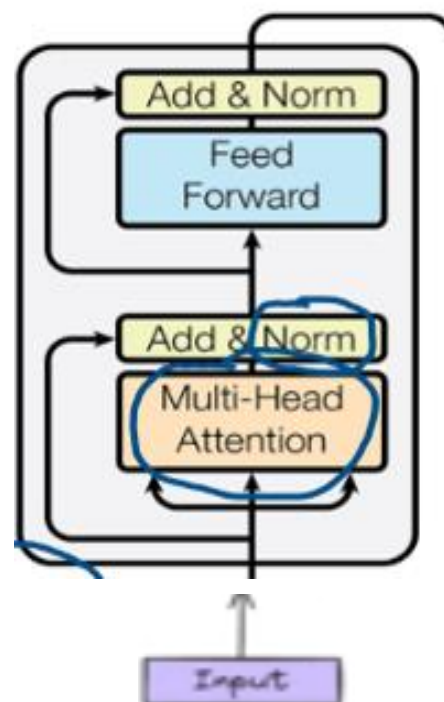 Add & Norm
Feed
Forward
Add & Norm
Multi-Head
Attention
Input